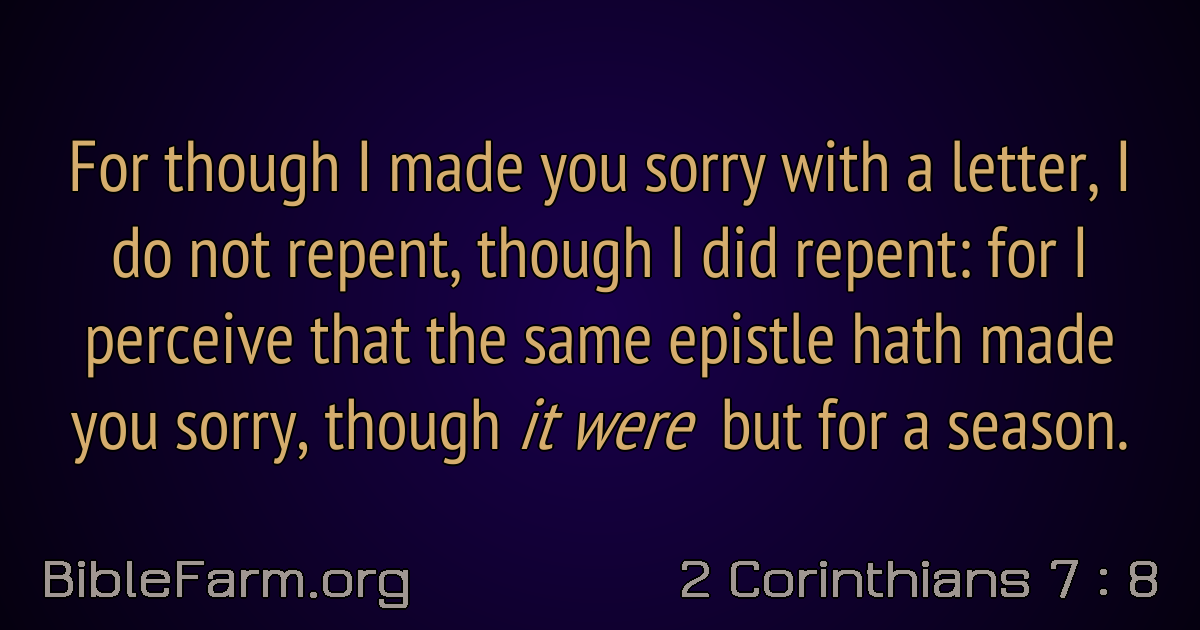 For though I made you sorry with a letter, I
do not repent, though I did repent: for I
perceive that the same epistle hath made
you sorry, though it were but for a season.
BibleFarm.org
2 Corinthians 7 : 8